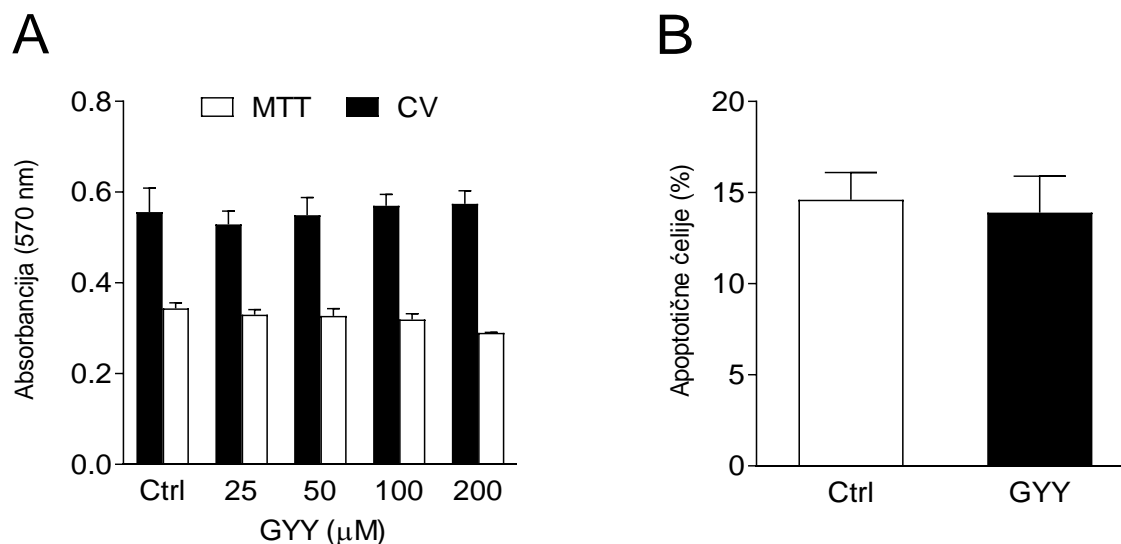 A
Absorbancija (570 nm)
0.8
0.6
0.4
0.2
0.0
MTT CV
Ctrl 25 50 100 200
GYY (μM)
B
Apoptotične ćelije (%)
20
15
10
5
0
Ctrl GYY